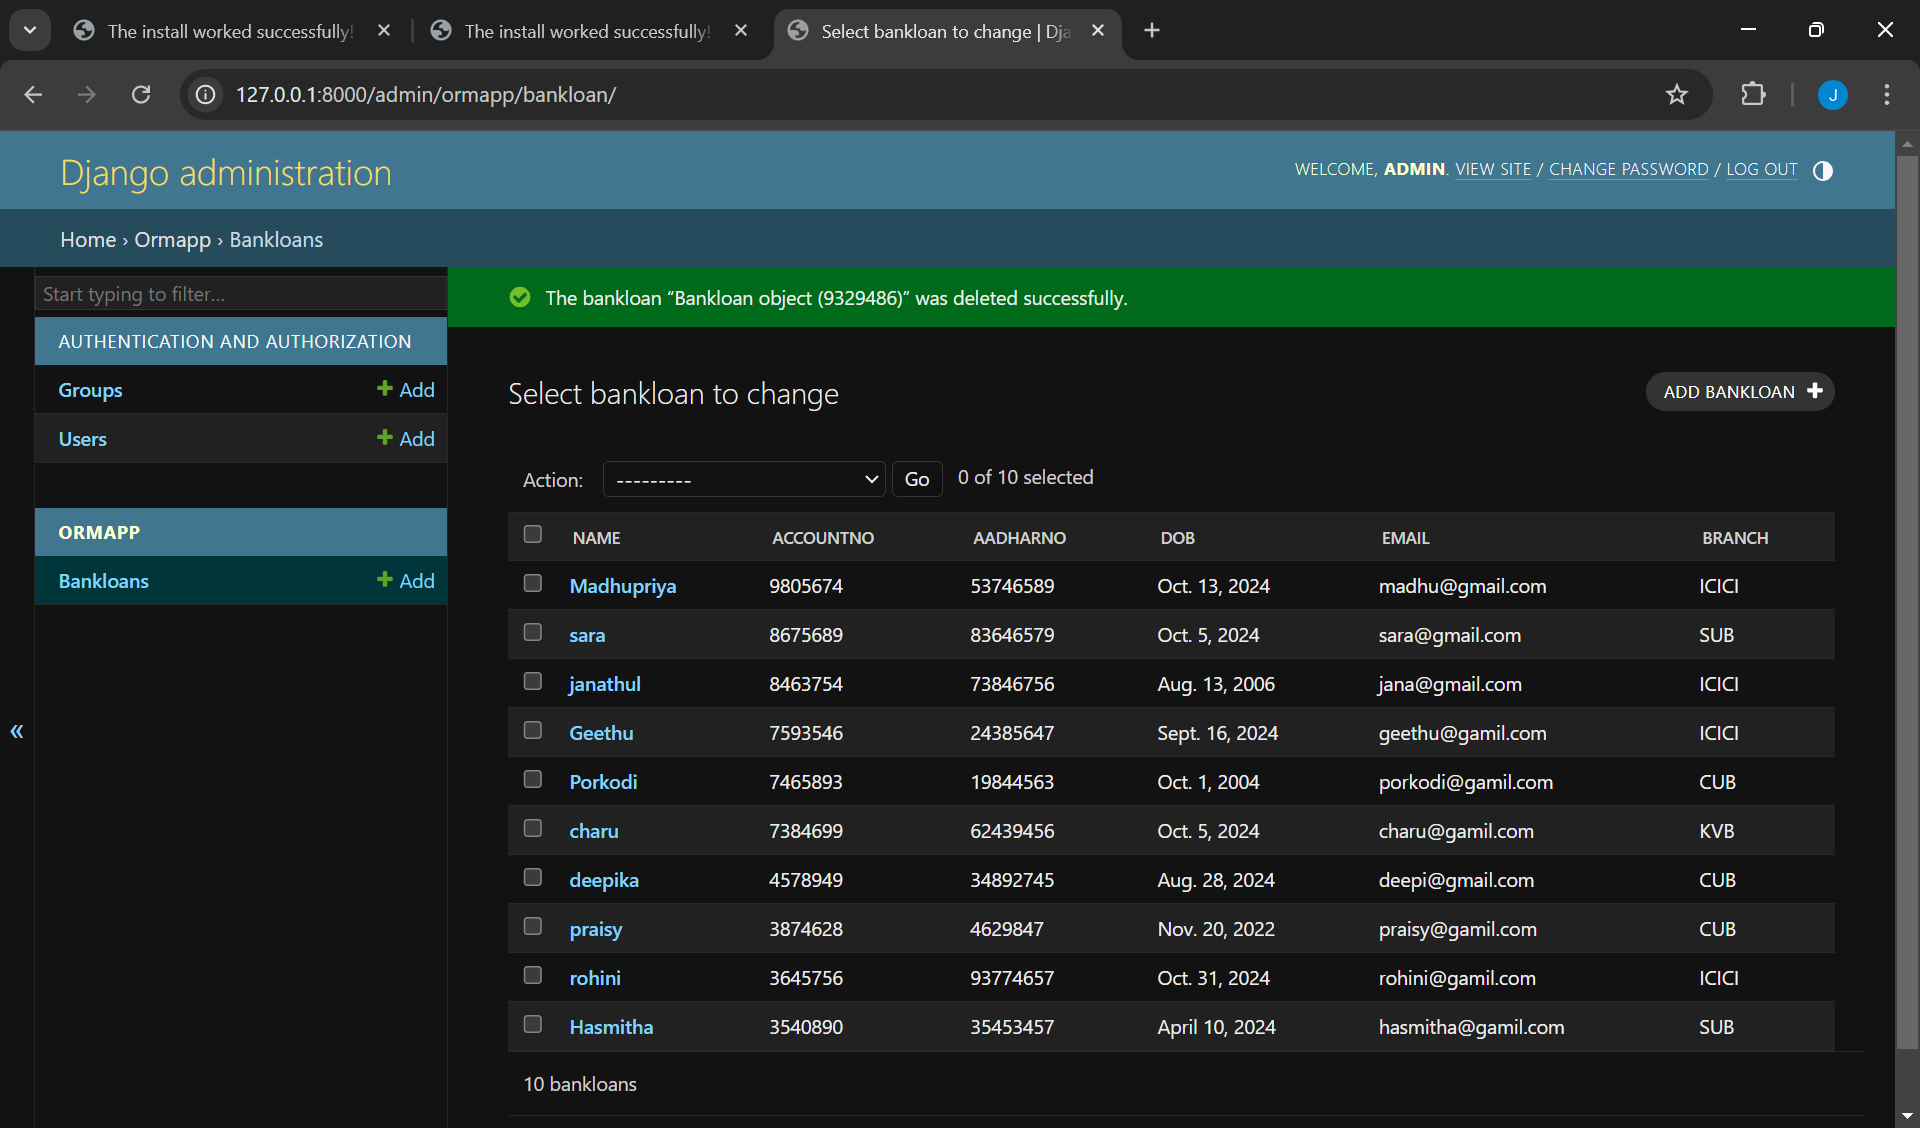 The install worked successfully!
The install worked successfully!
Select bankloan to change | Dja
127.0.0.1:8000/admin/ormapp/bankloan/
J
Django administration
WELCOME, ADMIN. VIEW SITE / CHANGE PASSWORD / LOG OUT
Home › Ormapp › Bankloans
Start typing to filter...
AUTHENTICATION AND AUTHORIZATION
Groups + Add
Users + Add
ORMAPP
Bankloans + Add
«
The bankloan “Bankloan object (9329486)” was deleted successfully.
Select bankloan to change
ADD BANKLOAN +
Action: --------- Go 0 of 10 selected
NAME ACCOUNTNO AADHARNO DOB EMAIL BRANCH
Madhupriya 9805674 53746589 Oct. 13, 2024 madhu@gmail.com ICICI
sara 8675689 83646579 Oct. 5, 2024 sara@gmail.com SUB
janathul 8463754 73846756 Aug. 13, 2006 jana@gmail.com ICICI
Geethu 7593546 24385647 Sept. 16, 2024 geethu@gamil.com ICICI
Porkodi 7465893 19844563 Oct. 1, 2004 porkodi@gamil.com CUB
charu 7384699 62439456 Oct. 5, 2024 charu@gamil.com KVB
deepika 4578949 34892745 Aug. 28, 2024 deepi@gmail.com CUB
praisy 3874628 4629847 Nov. 20, 2022 praisy@gamil.com CUB
rohini 3645756 93774657 Oct. 31, 2024 rohini@gamil.com ICICI
Hasmitha 3540890 35453457 April 10, 2024 hasmitha@gamil.com SUB
10 bankloans